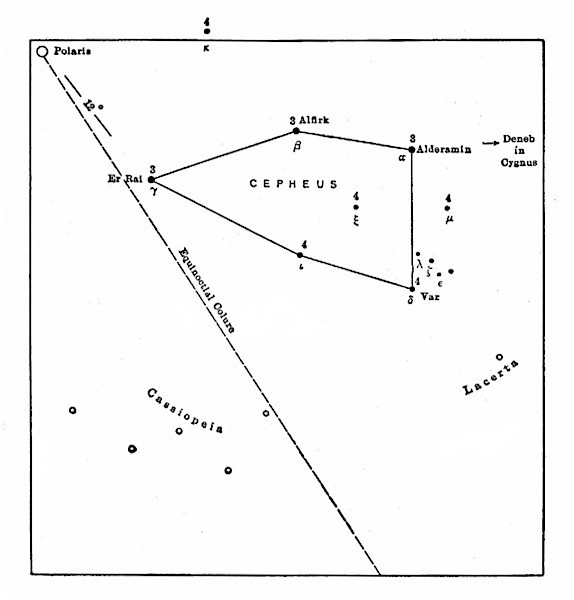 4
κ
Polaris
12°
3 Alfirk
β
3
Alderamin
α
Deneb
in
Cygnus
3
Er Rai
γ
CEPHEUS
4
ξ
4
μ
4
ι
λ
ζ
ε
4
δ
Var
Equinoctial Colure
Lacerta
Cassiopeia